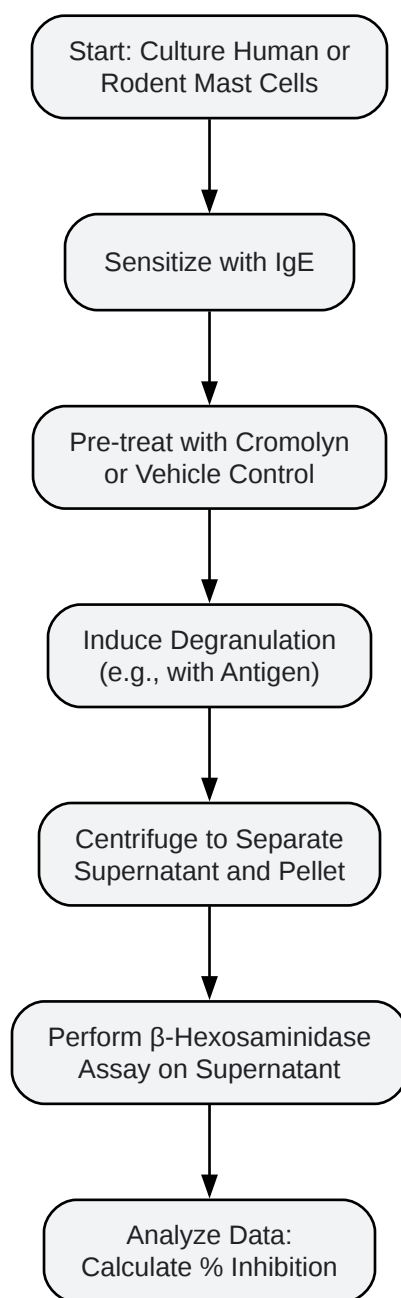 Start: Culture Human or
Rodent Mast Cells
Sensitize with IgE
Pre-treat with Cromolyn
or Vehicle Control
Induce Degranulation
(e.g., with Antigen)
Centrifuge to Separate
Supernatant and Pellet
Perform β-Hexosaminidase
Assay on Supernatant
Analyze Data:
Calculate % Inhibition